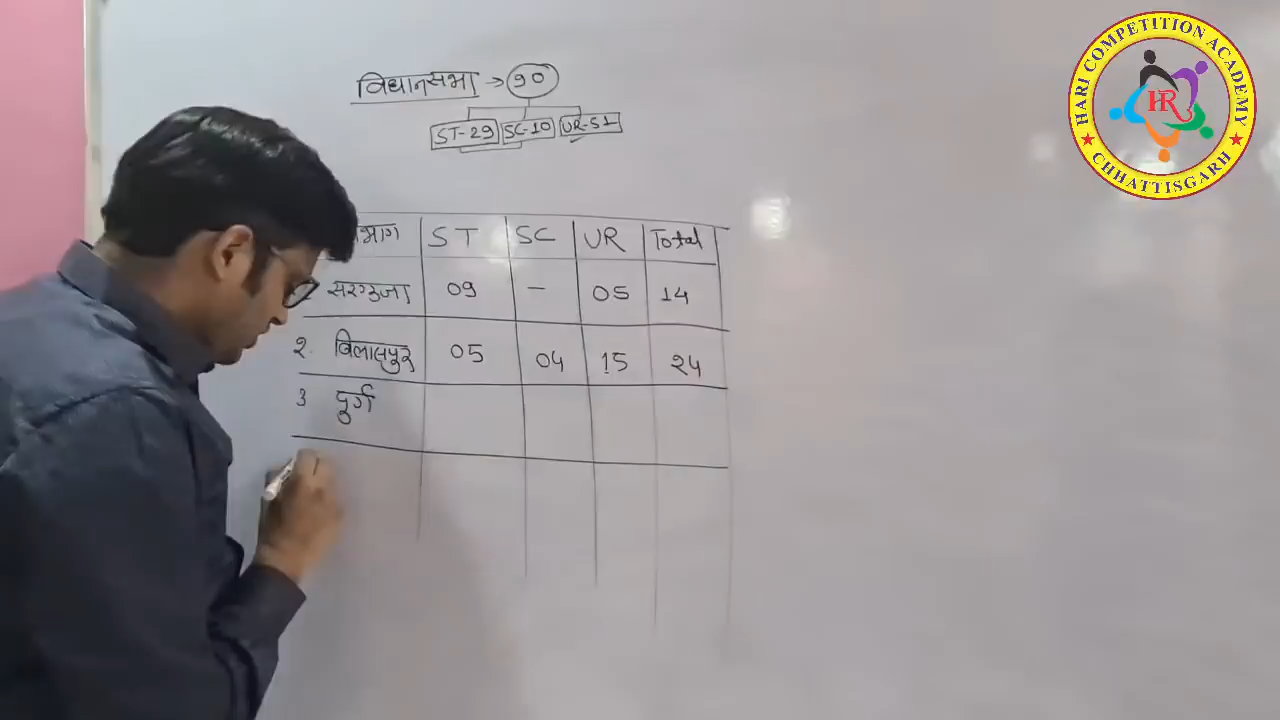 विधानसभा → 90
ST-29 SC-10 UR-51
भाग ST SC UR Total
सरगुजा 09 - 05 14
2. बिलासपुर 05 04 15 24
3 दुर्ग
HARI COMPETITION ACADEMY
HR
CHHATTISGARH